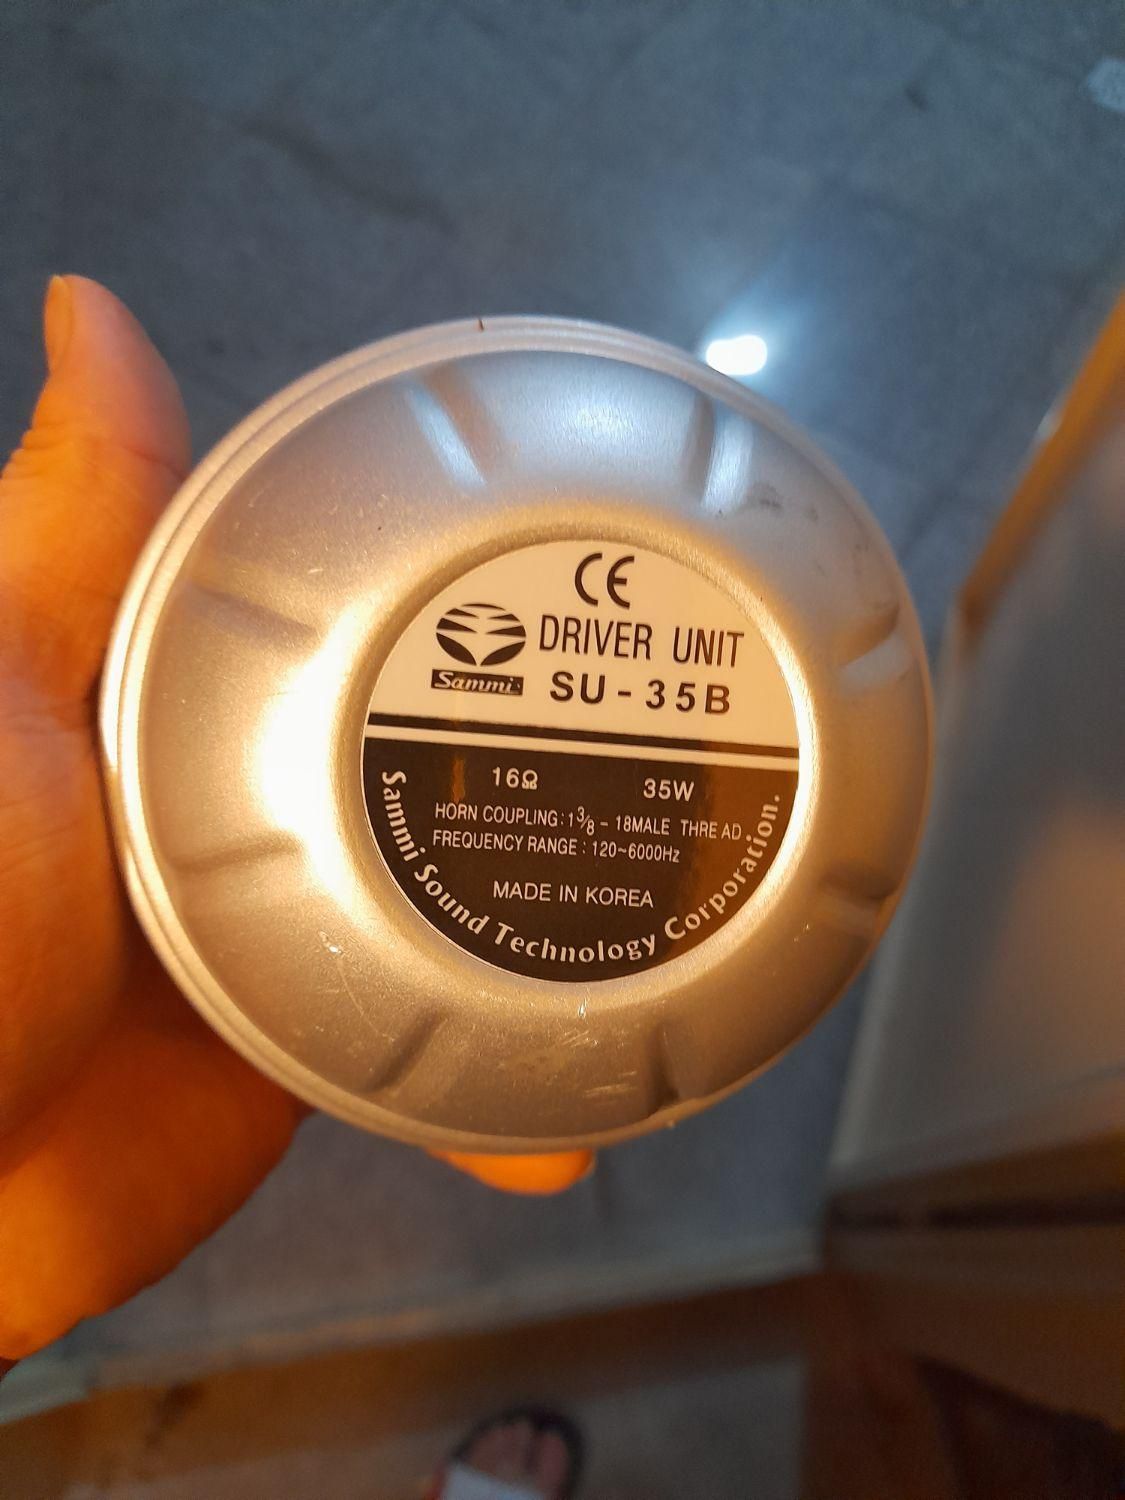 CE
DRIVER UNIT
Sammi
SU-35B
16Ω 35W
HORN COUPLING: 1 3/8 - 18MALE THRE AD
FREQUENCY RANGE : 120~6000Hz
MADE IN KOREA
Sammi Sound Technology Corporation.